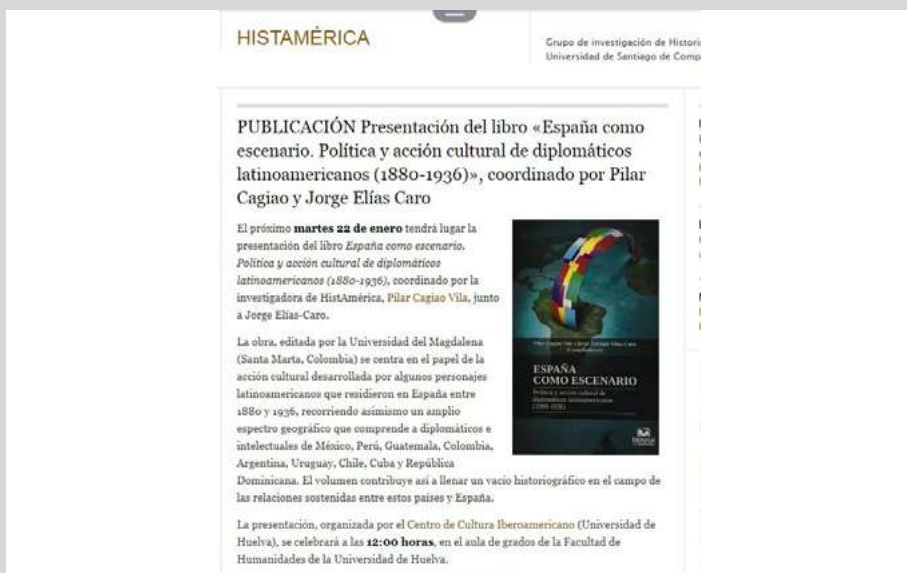 HISTAMÉRICA
Grupo de investigación de Histori
Universidad de Santiago de Comp
PUBLICACIÓN Presentación del libro «España como
escenario. Política y acción cultural de diplomáticos
latinoamericanos (1880-1936)», coordinado por Pilar
Cagiao y Jorge Elías Caro
El próximo martes 22 de enero tendrá lugar la
presentación del libro España como escenario.
Política y acción cultural de diplomáticos
latinoamericanos (1880-1936), coordinado por la
investigadora de HistAmérica, Pilar Cagiao Vila, junto
a Jorge Elías-Caro.
La obra, editada por la Universidad del Magdalena
(Santa Marta, Colombia) se centra en el papel de la
acción cultural desarrollada por algunos personajes
latinoamericanos que residieron en España entre
1880 y 1936, recorriendo asimismo un amplio
espectro geográfico que comprende a diplomáticos e
intelectuales de México, Perú, Guatemala, Colombia,
Argentina, Uruguay, Chile, Cuba y República
Dominicana. El volumen contribuye así a llenar un vacío historiográfico en el campo de
las relaciones sostenidas entre estos países y España.
La presentación, organizada por el Centro de Cultura Iberoamericano (Universidad de
Huelva), se celebrará a las 12:00 horas, en el aula de grados de la Facultad de
Humanidades de la Universidad de Huelva.
ESPAÑA
COMO ESCENARIO
Política y acción cultural de
diplomáticos latinoamericanos
(1880-1936)
Editorial